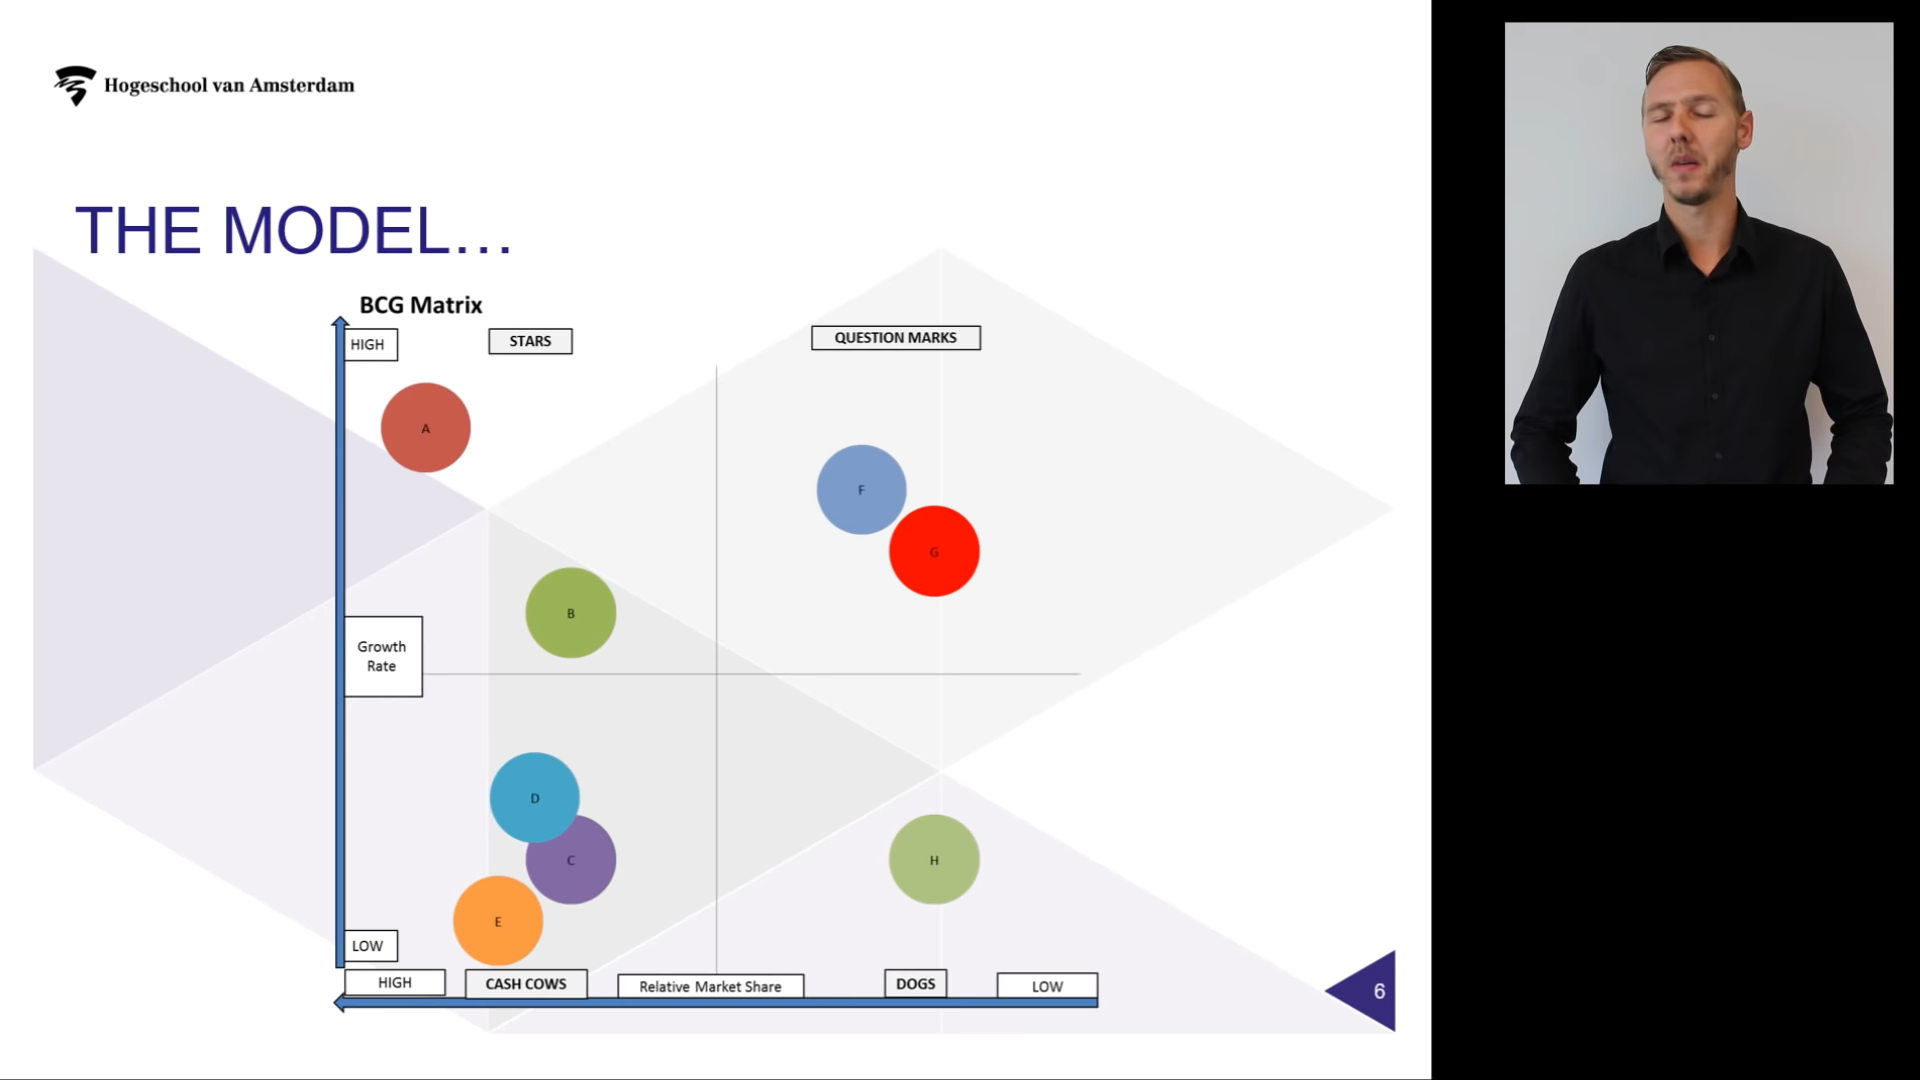 Hogeschool van Amsterdam
THE MODEL...
BCG Matrix
HIGH
STARS
QUESTION MARKS
A
F
G
B
Growth
Rate
D
C
H
E
LOW
HIGH
CASH COWS
Relative Market Share
DOGS
LOW
6